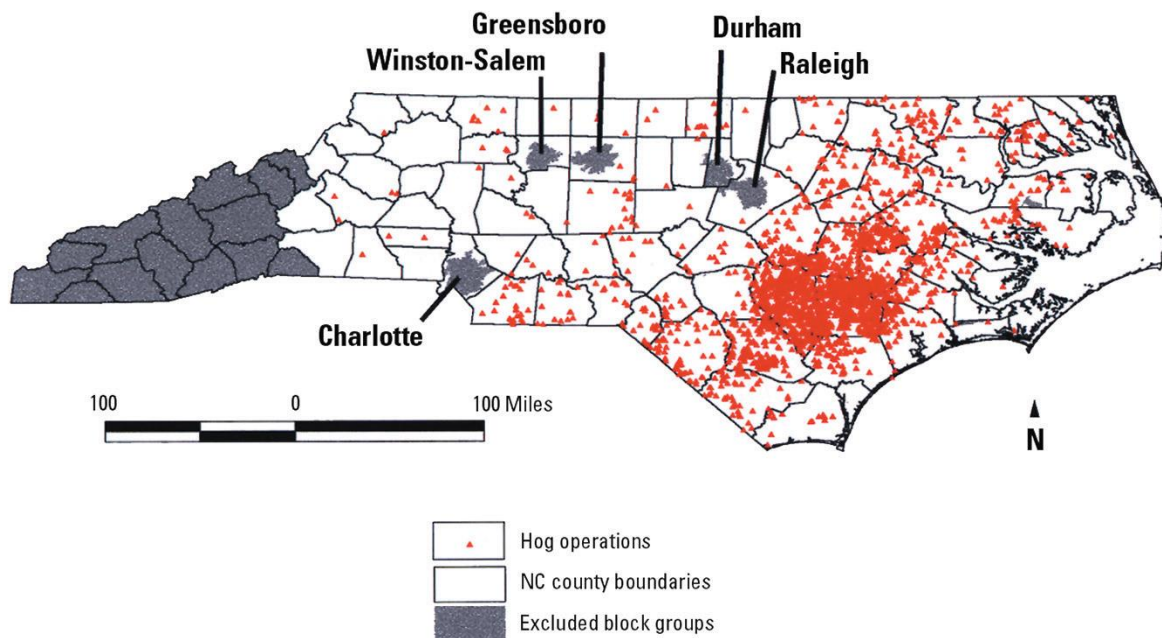 Greensboro
Durham
Winston-Salem
Raleigh
Charlotte
100
0
100 Miles
N
Hog operations
NC county boundaries
Excluded block groups